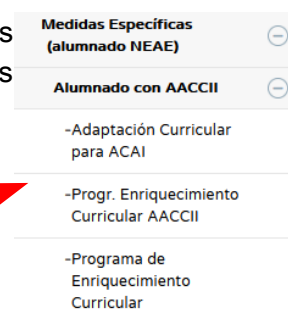 s
Medidas Específicas
(alumnado NEAE)
s
Alumnado con AACCII
-Adaptación Curricular
para ACAI
-Progr. Enriquecimiento
Curricular AACCII
-Programa de
Enriquecimiento
Curricular